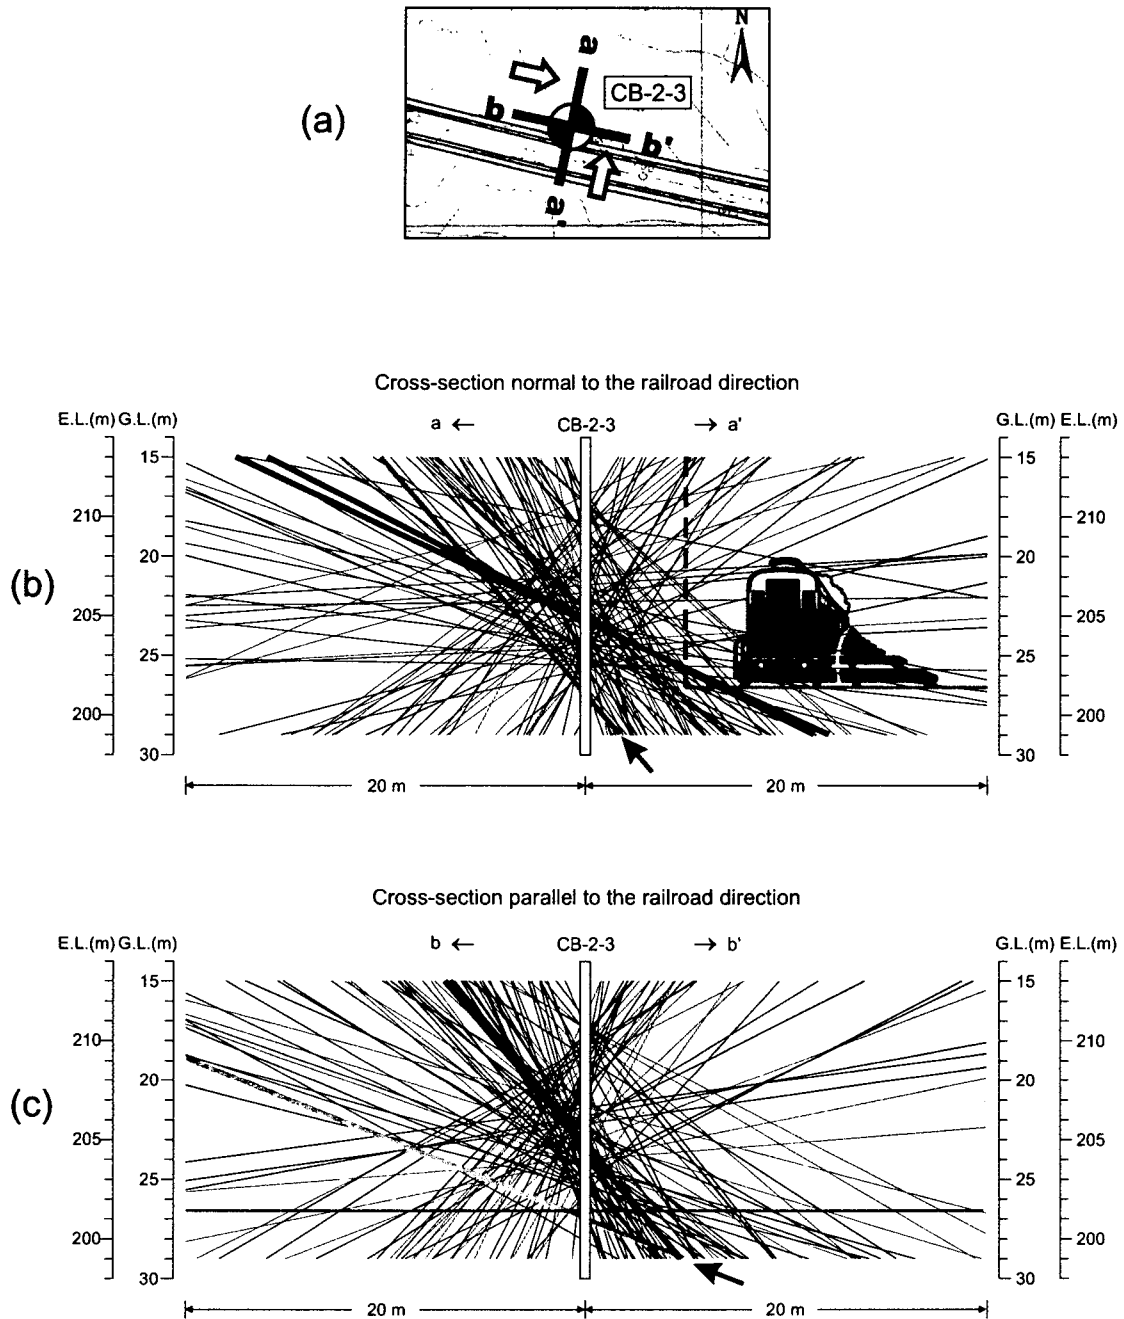 (a)
N
a
CB-2-3
b
b'
a'
Cross-section normal to the railroad direction
E.L.(m) G.L.(m) a ← CB-2-3 → a' G.L.(m) E.L.(m)
(b)
15 15
210 210
20 20
205 205
25 25
200 200
30 30
20 m 20 m
Cross-section parallel to the railroad direction
E.L.(m) G.L.(m) b ← CB-2-3 → b' G.L.(m) E.L.(m)
(c)
15 15
210 210
20 20
205 205
25 25
200 200
30 30
20 m 20 m